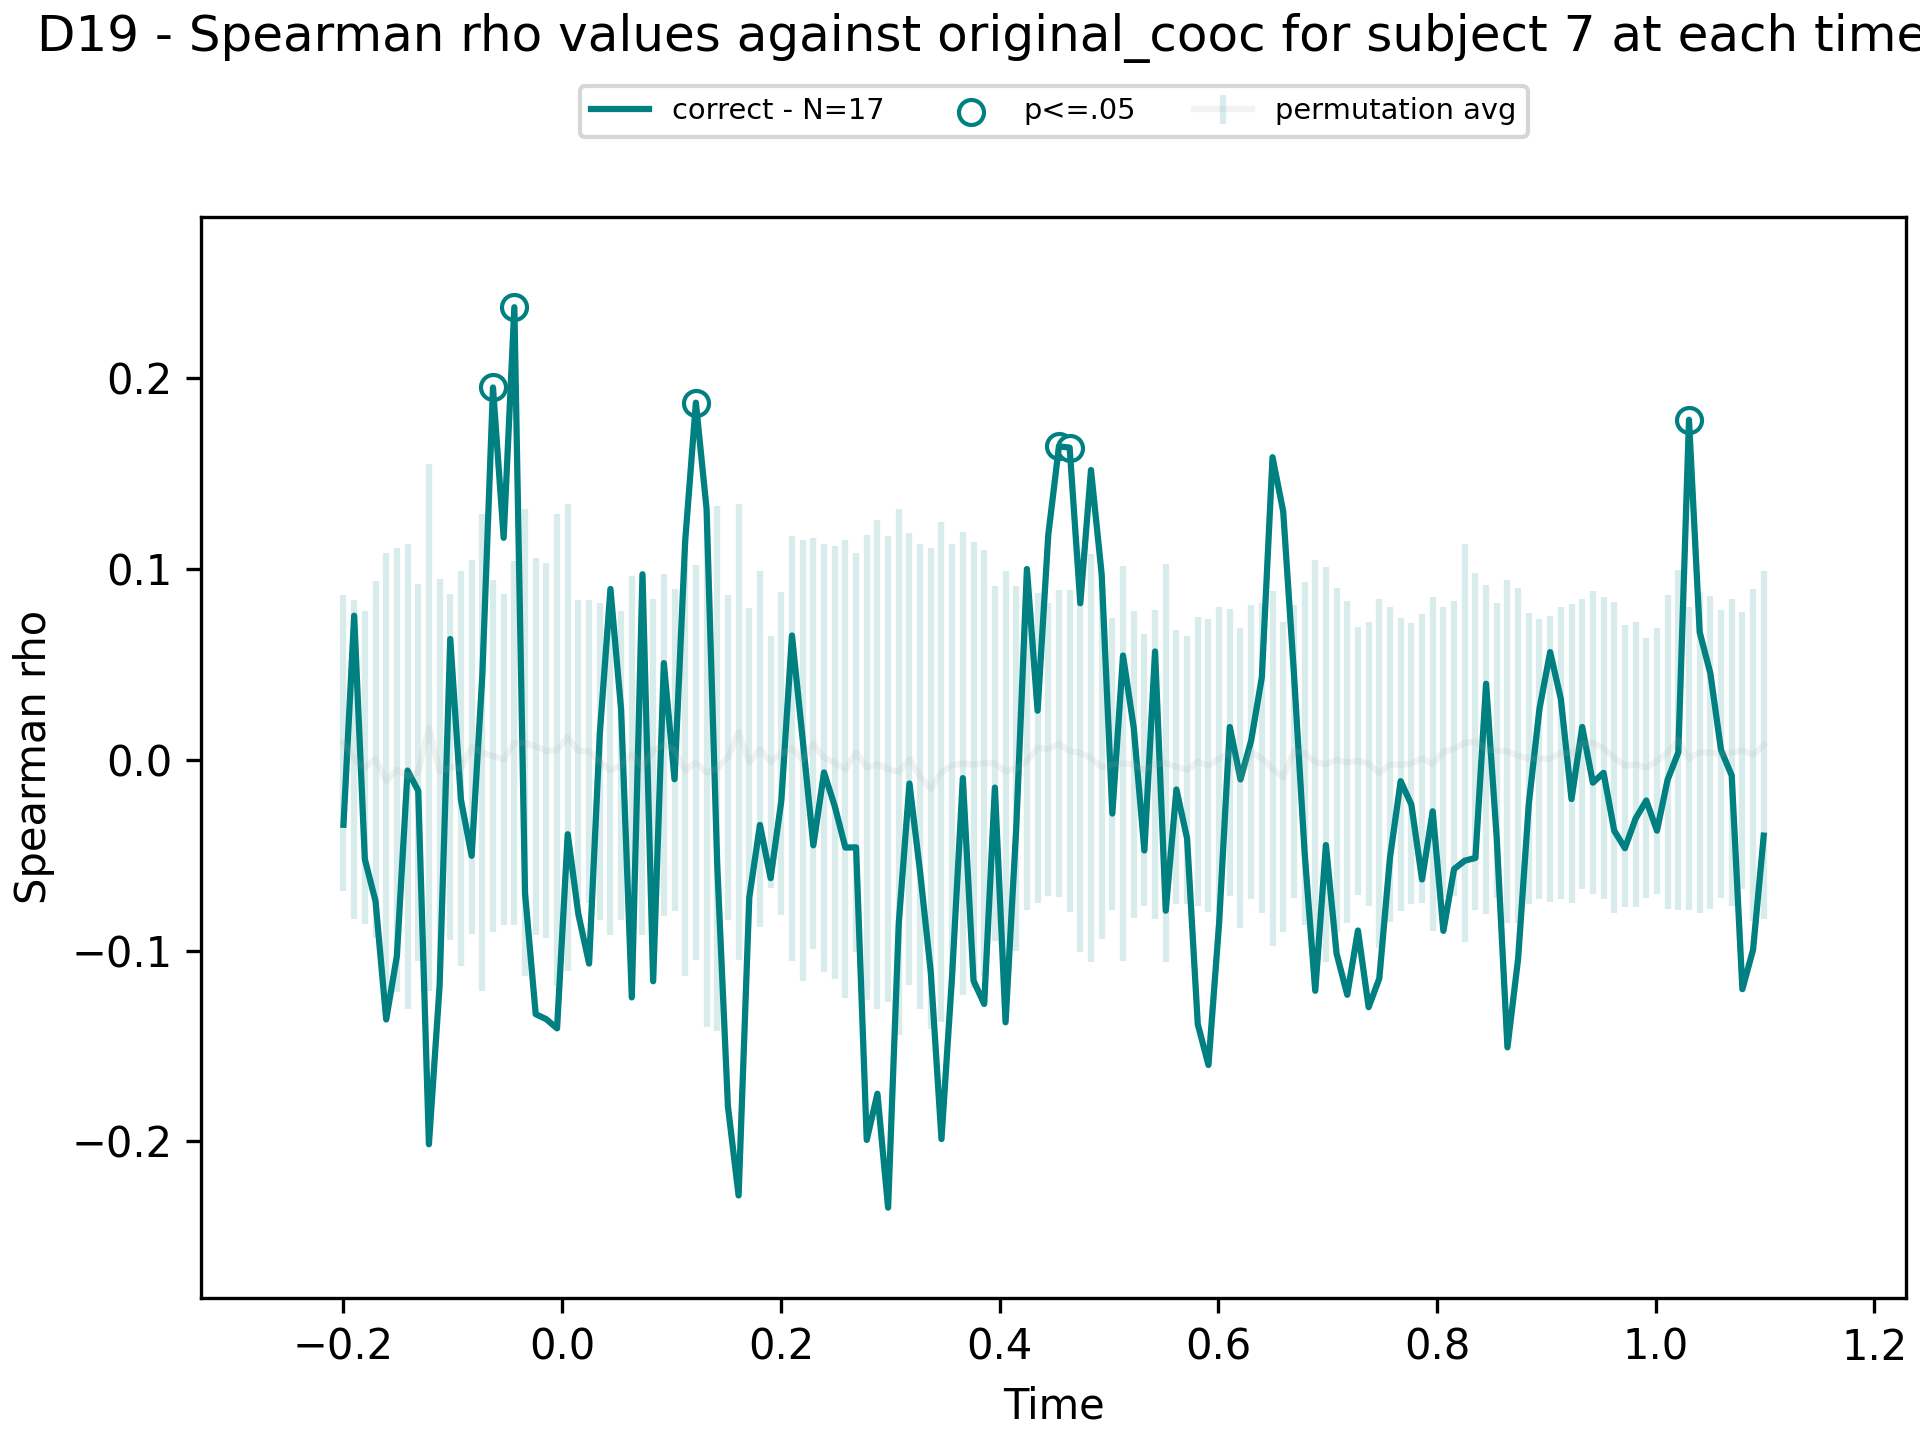 D19 - Spearman rho values against original_cooc for subject 7 at each time
correct - N=17 p<=.05 permutation avg
Spearman rho
0.2
0.1
0.0
−0.1
−0.2
−0.2 0.0 0.2 0.4 0.6 0.8 1.0 1.2
Time